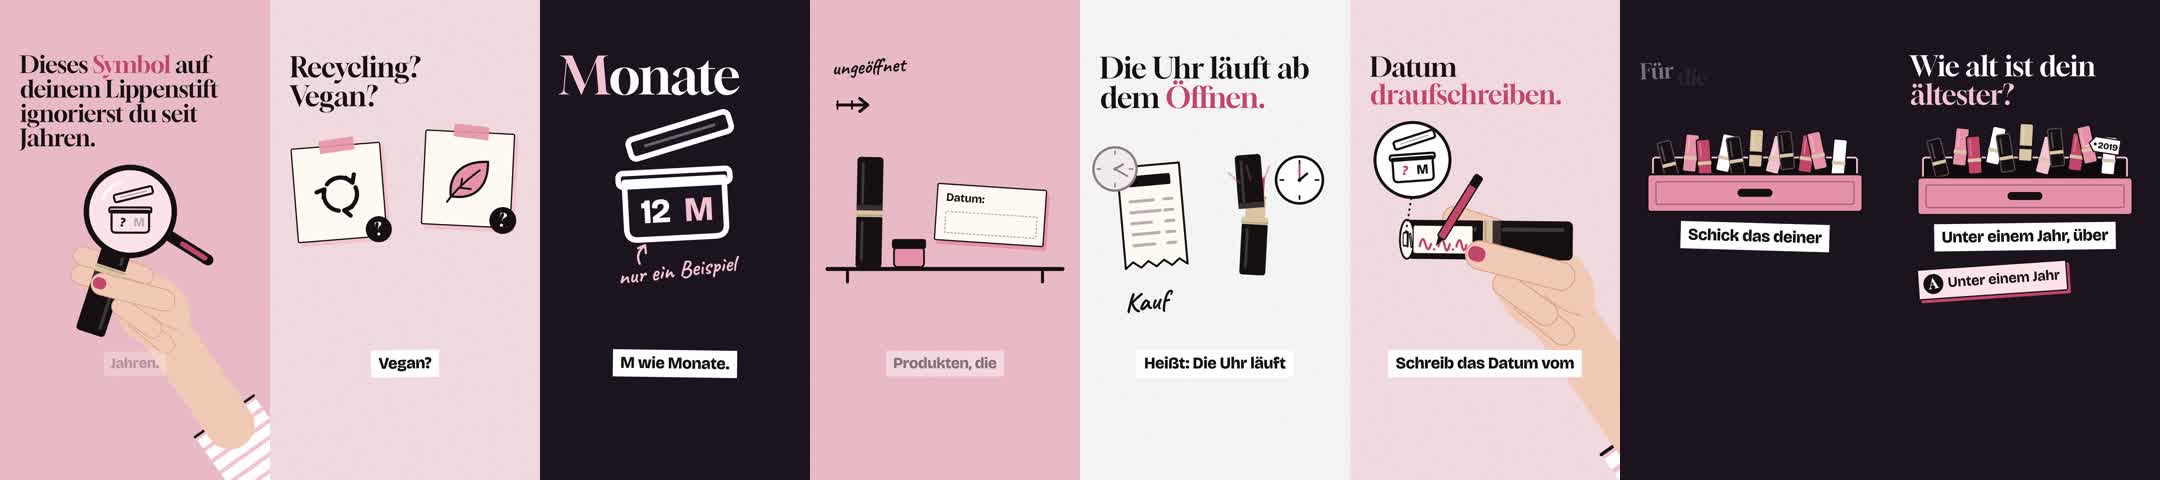 Dieses Symbol auf
deinem Lippenstift
ignorierst du seit
Jahren.
? M
Jahren.
Recycling?
Vegan?
?
?
Vegan?
Monate
12 M
nur ein Beispiel
M wie Monate.
ungeöffnet
Datum:
Produkten, die
Die Uhr läuft ab
dem Öffnen.
Kauf
Heißt: Die Uhr läuft
Datum
draufschreiben.
? M
Schreib das Datum vom
Für die
Schick das deiner
Wie alt ist dein
ältester?
2019
Unter einem Jahr, über
A Unter einem Jahr